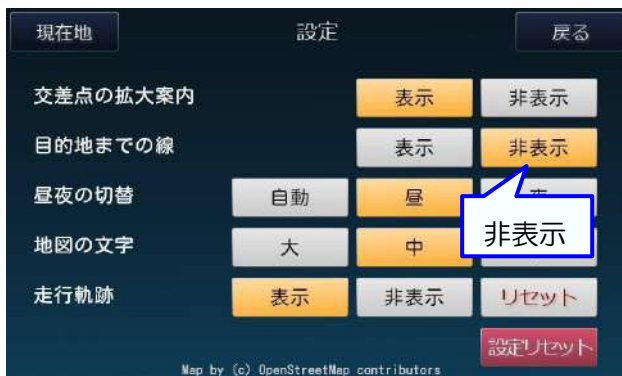 現在地 設定 戻る
交差点の拡大案内 表示 非表示
目的地までの線 表示 非表示
昼夜の切替 自動 昼
地図の文字 大 中 非表示
走行軌跡 表示 非表示 リセット
設定リセット
Map by (c) OpenStreetMap contributors